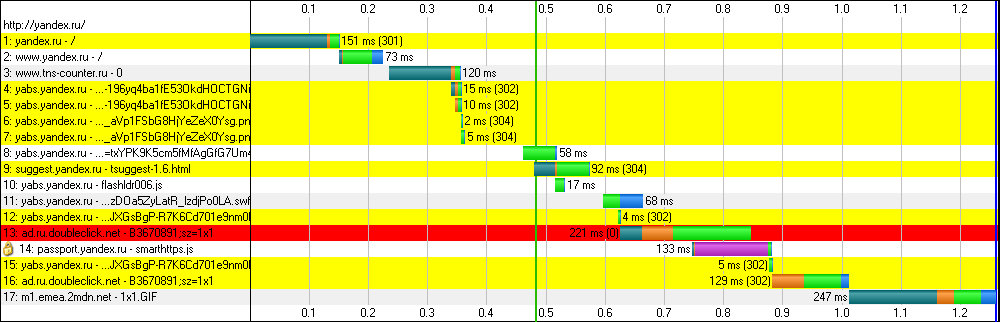 0.1 0.2 0.3 0.4 0.5 0.6 0.7 0.8 0.9 1.0 1.1 1.2
http://yandex.ru/
1: yandex.ru - / 151 ms (301)
2: www.yandex.ru - / 73 ms
3: www.tns-counter.ru - 0 120 ms
4: yabs.yandex.ru - ...-196yq4ba1fE53OkdHOCTGNi 15 ms (302)
5: yabs.yandex.ru - ...-196yq4ba1fE53OkdHOCTGNi 10 ms (302)
6: yabs.yandex.ru - ..._aVp1FSbG8HjYeZeX0Ysg.pn 2 ms (304)
7: yabs.yandex.ru - ..._aVp1FSbG8HjYeZeX0Ysg.pn 5 ms (304)
8: yabs.yandex.ru - ...=txYPK9K5cm5fMfAgGfG7Um4 58 ms
9: suggest.yandex.ru - tsuggest-1.6.html 92 ms (304)
10: yabs.yandex.ru - flashldr006.js 17 ms
11: yabs.yandex.ru - ...zDOa5ZyLatR_IzdjPo0LA.swf 68 ms
12: yabs.yandex.ru - ...JXGsBgP-R7K6Cd701e9nm0l 4 ms (302)
13: ad.ru.doubleclick.net - B3670891;sz=1x1 221 ms (0)
14: passport.yandex.ru - smarthttps.js 133 ms
15: yabs.yandex.ru - ...JXGsBgP-R7K6Cd701e9nm0l 5 ms (302)
16: ad.ru.doubleclick.net - B3670891;sz=1x1 129 ms (302)
17: m1.emea.2mdn.net - 1x1.GIF 247 ms
0.1 0.2 0.3 0.4 0.5 0.6 0.7 0.8 0.9 1.0 1.1 1.2